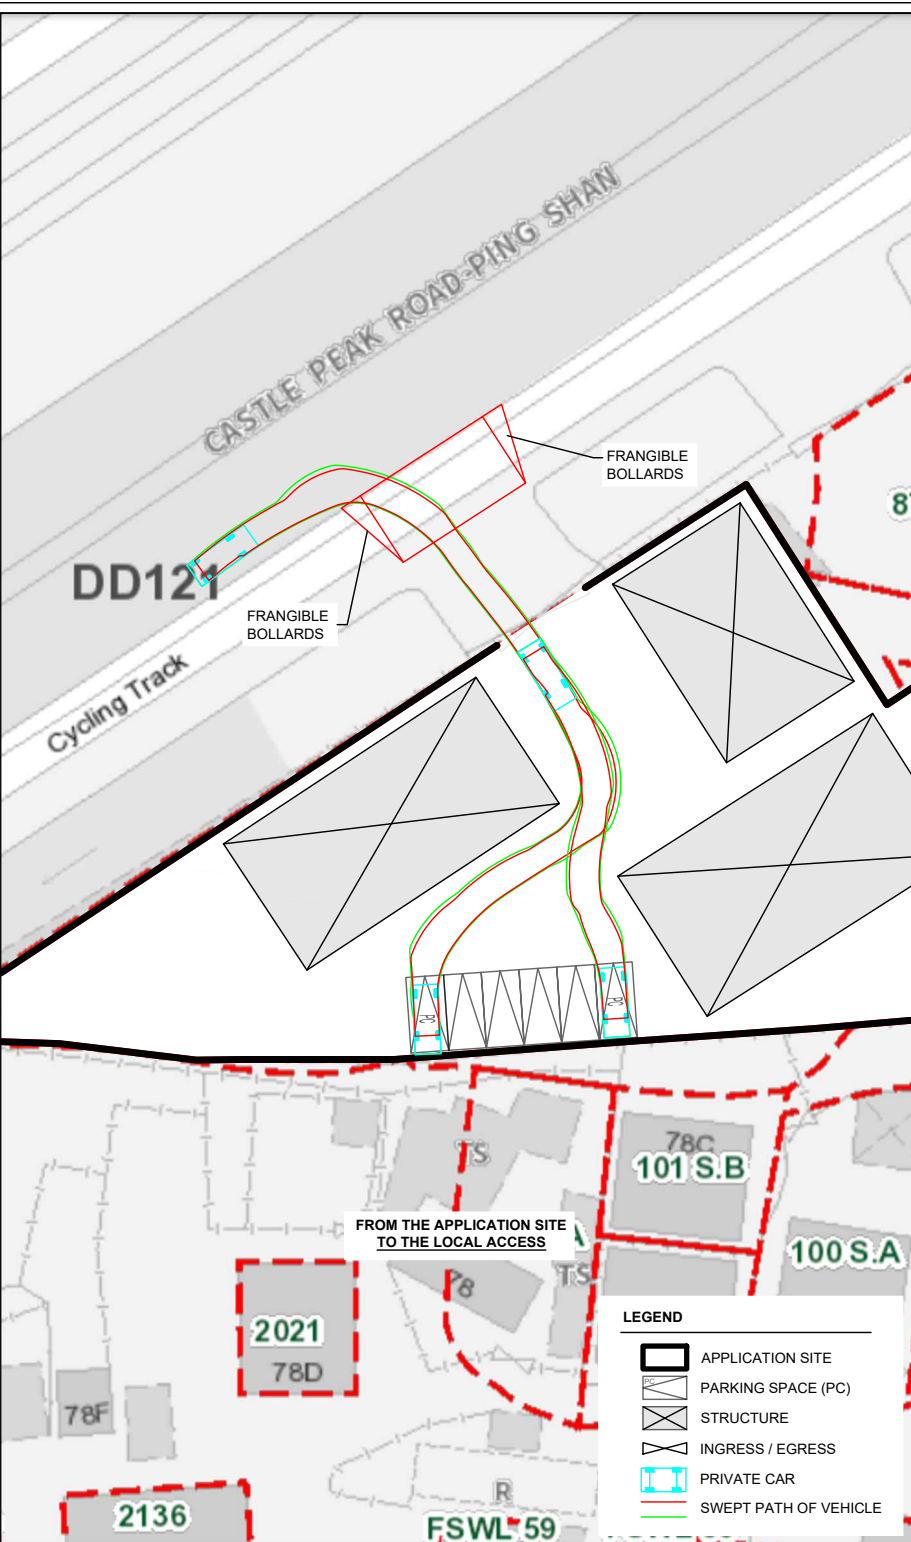 CASTLE PEAK ROAD-PING SHAN
FRANGIBLE
BOLLARDS
DD121
FRANGIBLE
BOLLARDS
Cycling Track
PC
PC
TS
78C
101 S.B
FROM THE APPLICATION SITE
TO THE LOCAL ACCESS
100 S.A
TS
78
2021
78D
78F
2136
R
FSWL 59
LEGEND
APPLICATION SITE
PC
PARKING SPACE (PC)
STRUCTURE
INGRESS / EGRESS
PRIVATE CAR
SWEPT PATH OF VEHICLE